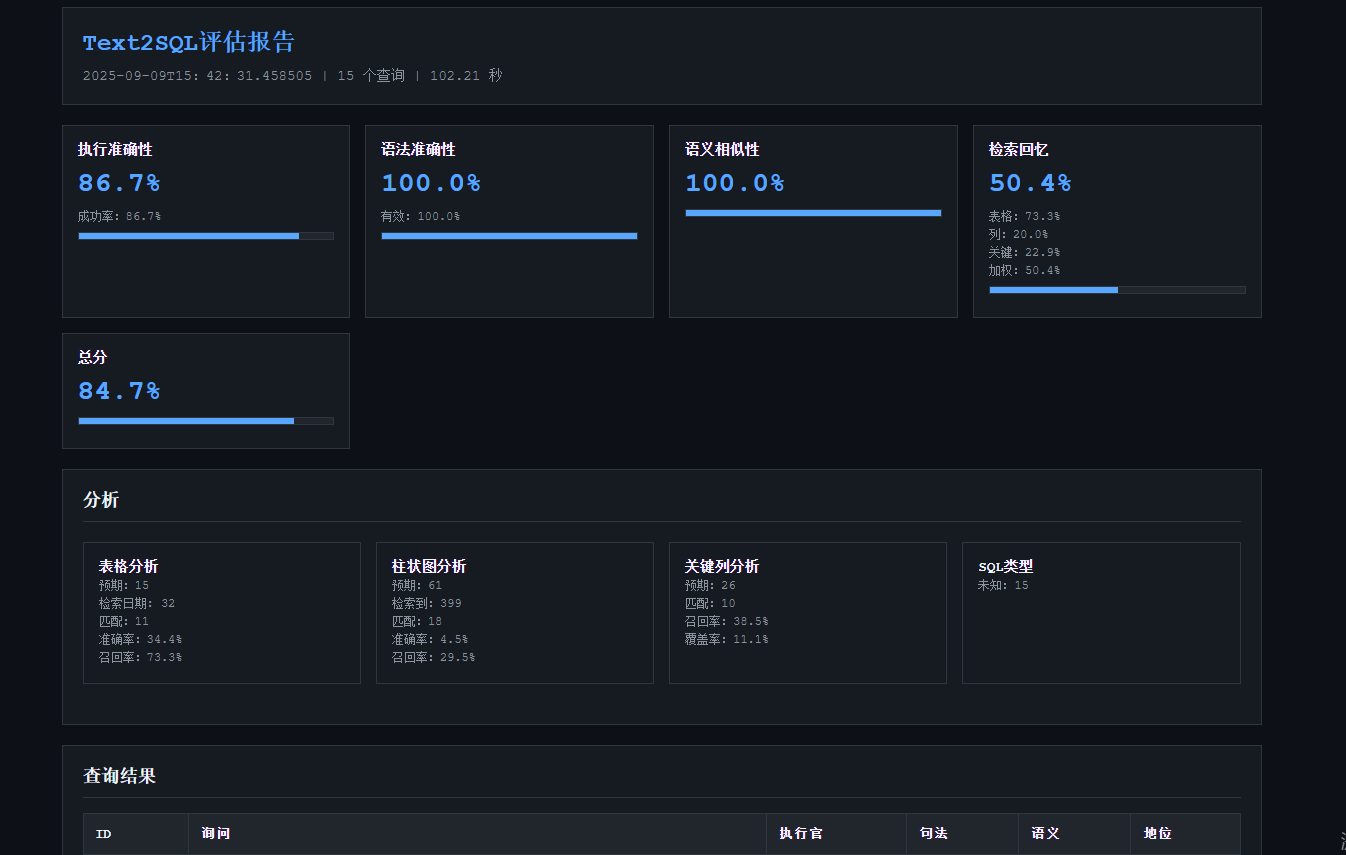 Text2SQL评估报告
2025-09-09T15: 42: 31.458505 | 15 个查询 | 102.21 秒
执行准确性
86.7%
成功率: 86.7%
语法准确性
100.0%
有效: 100.0%
语义相似性
100.0%
检索回忆
50.4%
表格: 73.3%
列: 20.0%
关键: 22.9%
加权: 50.4%
总分
84.7%
分析
表格分析
预期: 15
检索日期: 32
匹配: 11
准确率: 34.4%
召回率: 73.3%
柱状图分析
预期: 61
检索到: 399
匹配: 18
准确率: 4.5%
召回率: 29.5%
关键列分析
预期: 26
匹配: 10
召回率: 38.5%
覆盖率: 11.1%
SQL类型
未知: 15
查询结果
ID 询问 执行官 句法 语义 地位